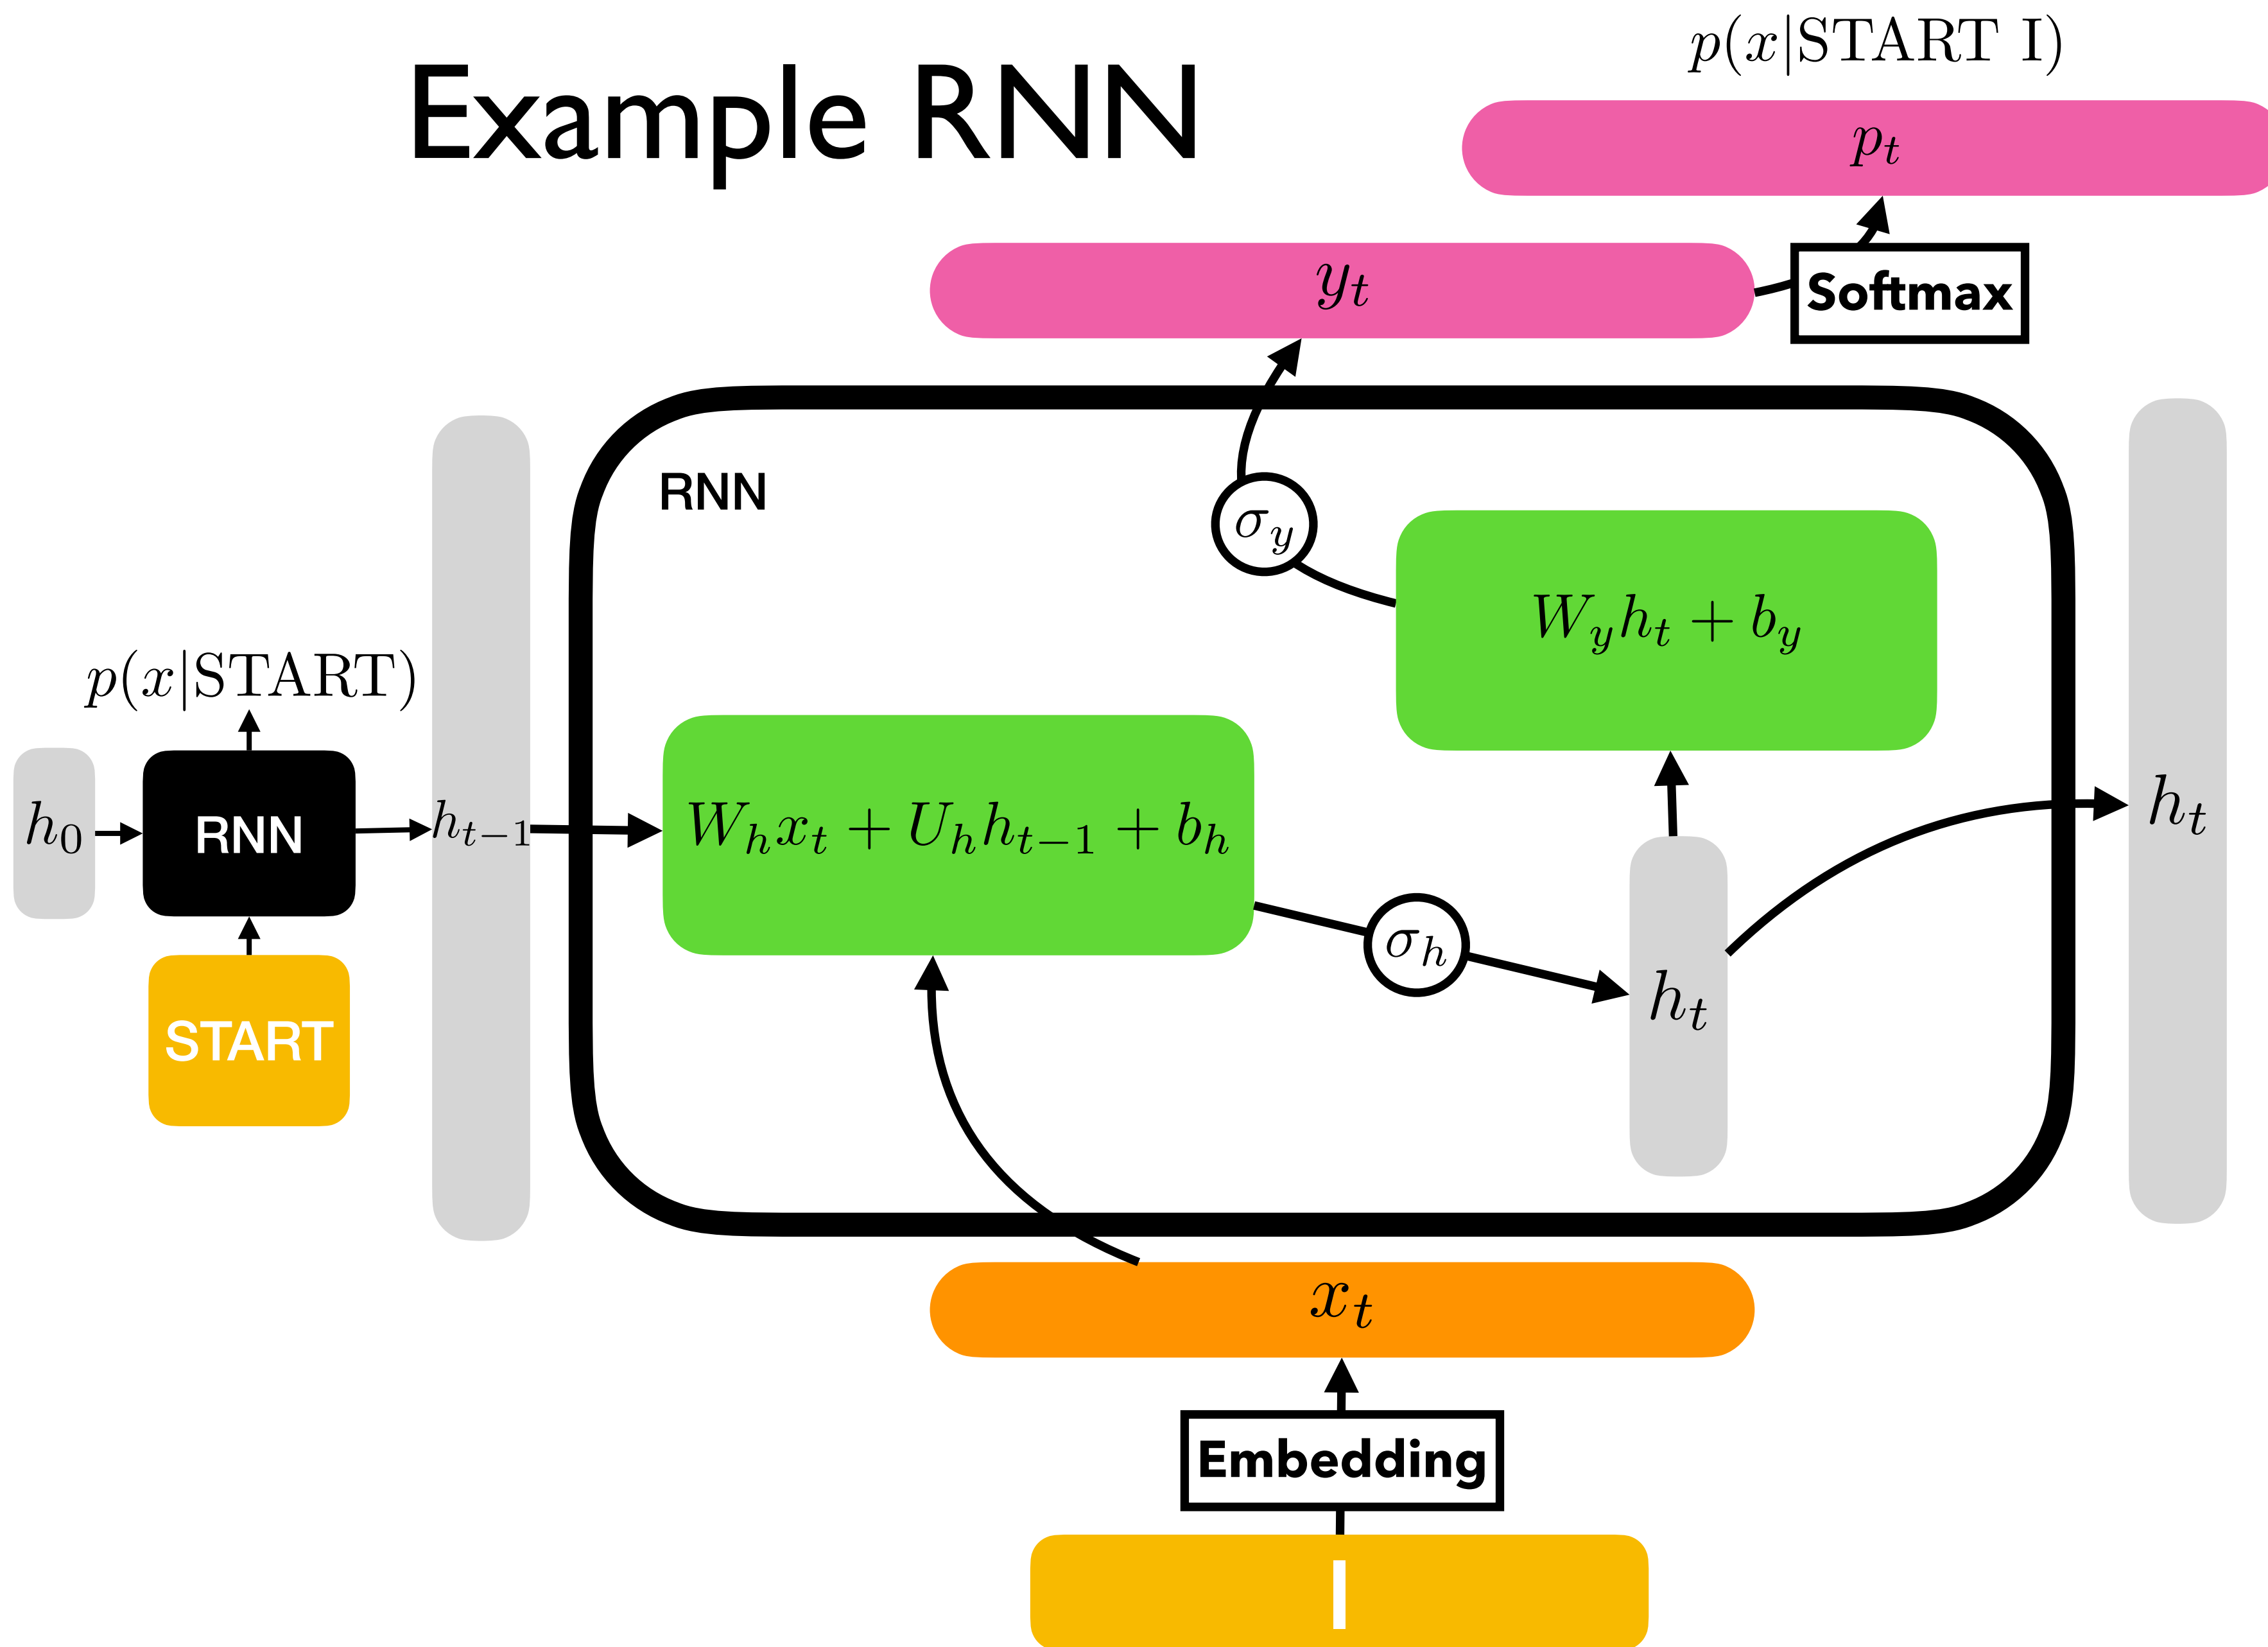 Example RNN
p(x|START I)
p_t
y_t
Softmax
RNN
σ_y
W_y h_t + b_y
p(x|START)
h_0
RNN
h_{t−1}
W_h x_t + U_h h_{t−1} + b_h
h_t
σ_h
h_t
START
x_t
Embedding
I